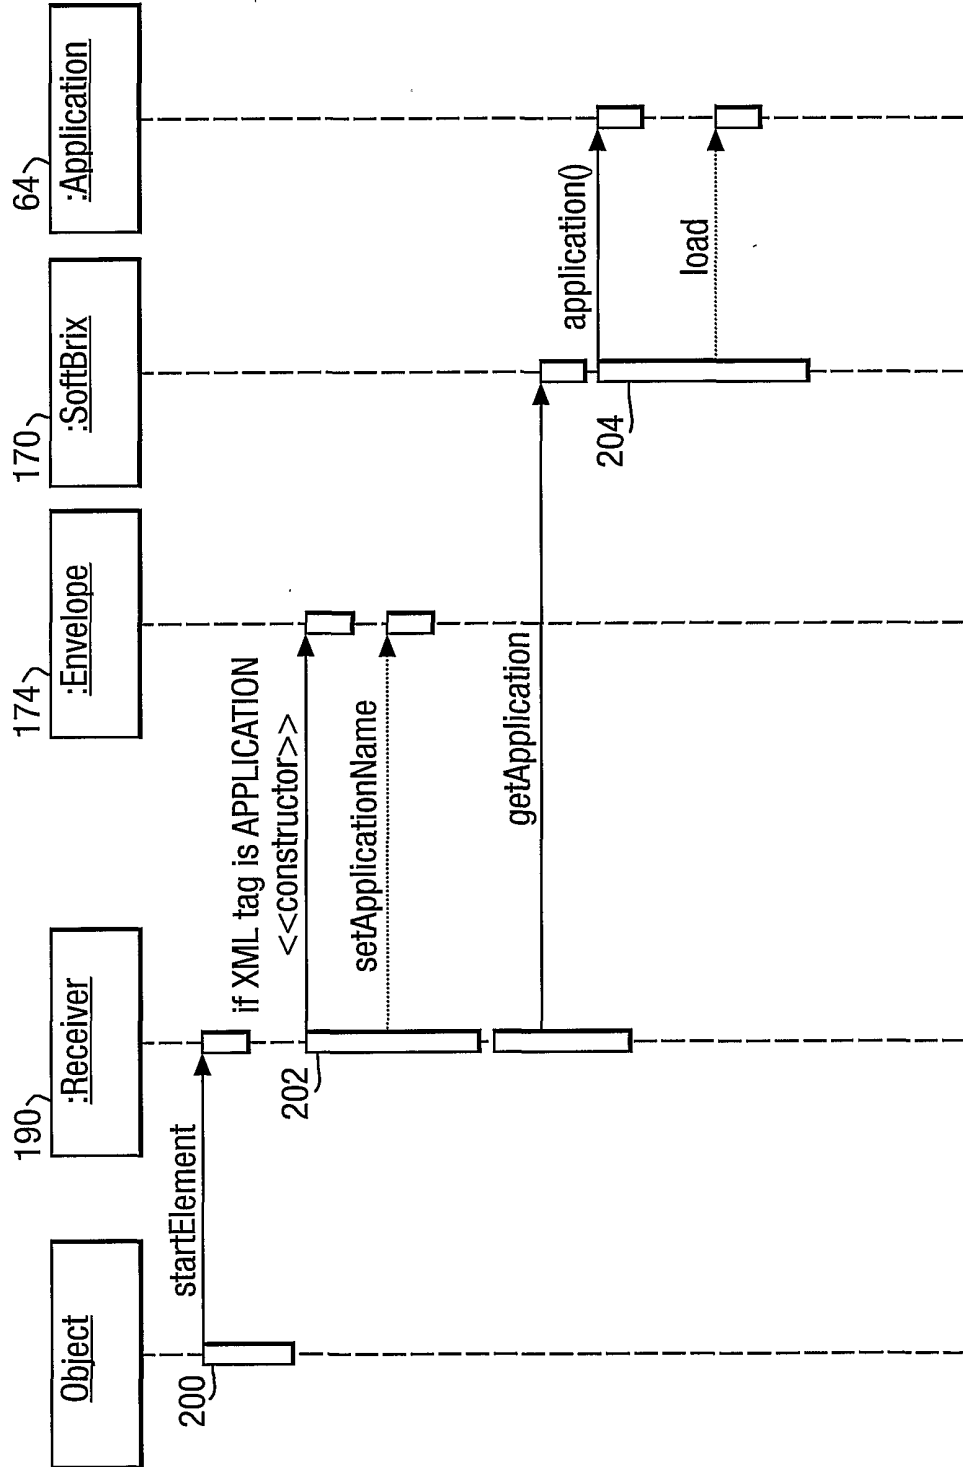 Object
190
:Receiver
174
:Envelope
170
:SoftBrix
64
:Application
200
startElement
202
if XML tag is APPLICATION
<<constructor>>
setApplicationName
getApplication
204
application()
load